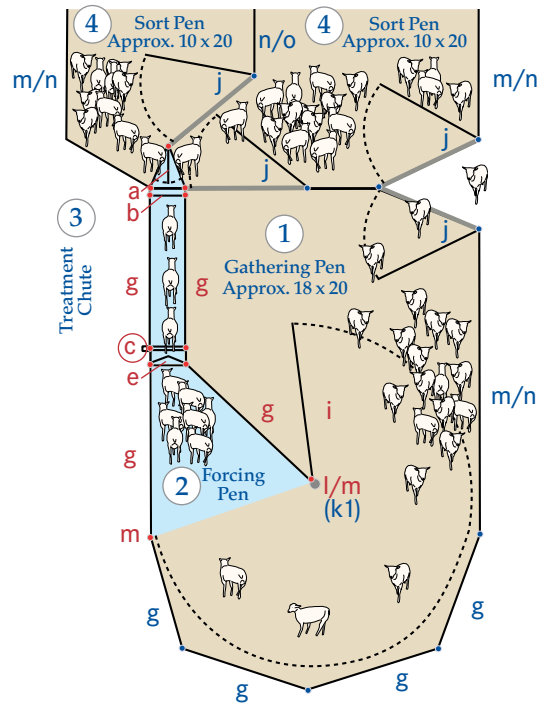 4
Sort Pen
Approx. 10 x 20
n/o
4
Sort Pen
Approx. 10 x 20
m/n
j
m/n
a
j
b
3
Treatment
Chute
1
Gathering Pen
Approx. 18 x 20
j
g
g
c
e
g
i
m/n
g
2
Forcing
Pen
l/m
(k1)
m
g
g
g